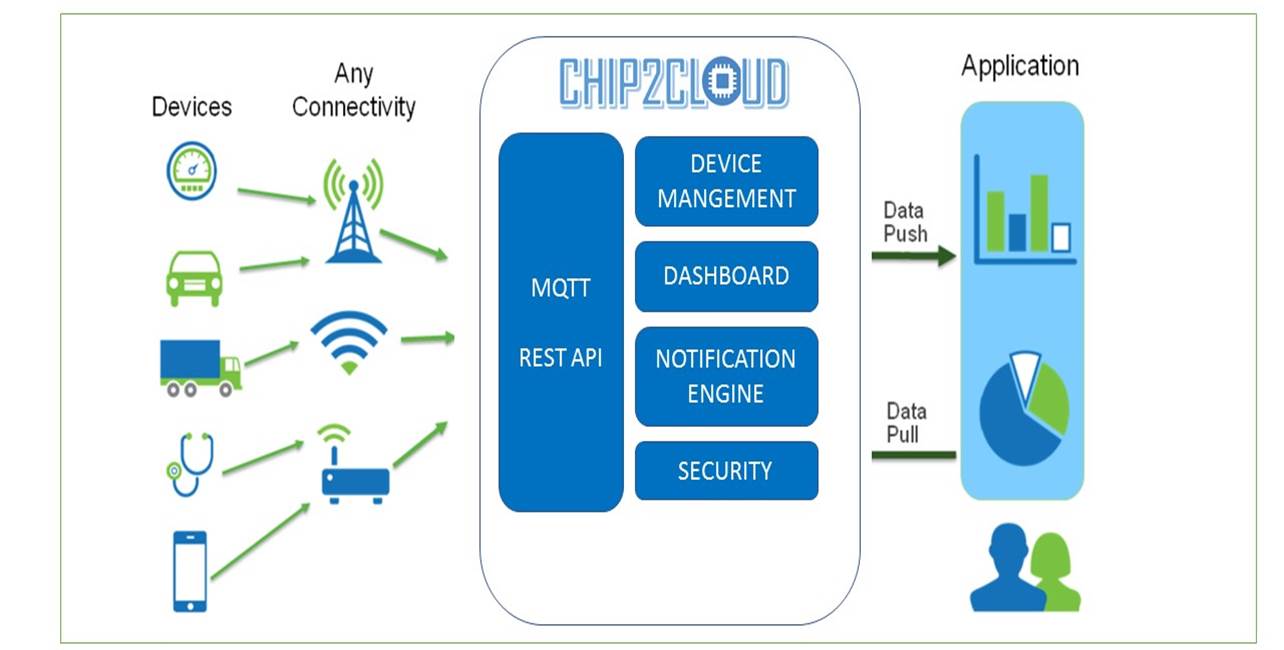 Devices
Any
Connectivity
CHIP2CLOUD
MQTT
REST API
DEVICE
MANGEMENT
DASHBOARD
NOTIFICATION
ENGINE
SECURITY
Data
Push
Data
Pull
Application